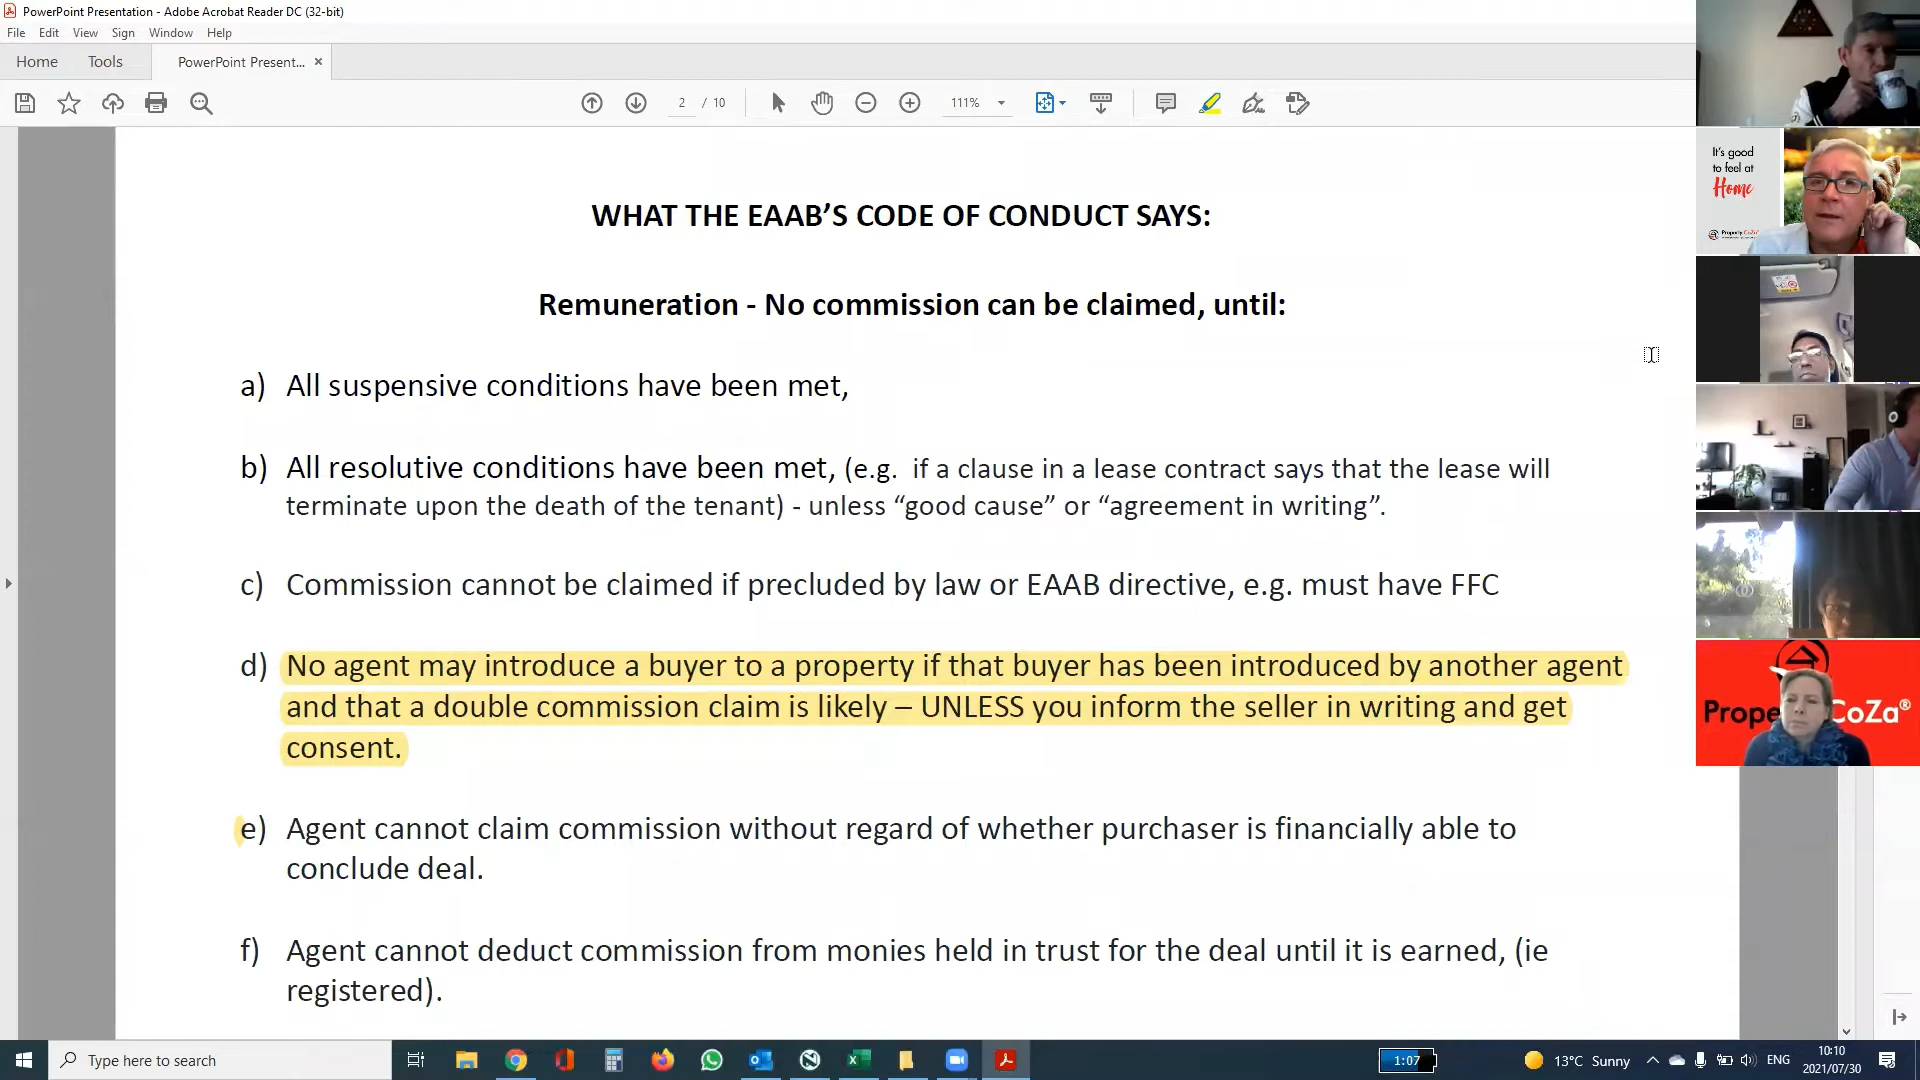 PowerPoint Presentation - Adobe Acrobat Reader DC (32-bit)
File Edit View Sign Window Help
Home Tools PowerPoint Present... ×
2 / 10 111%
WHAT THE EAAB’S CODE OF CONDUCT SAYS:
Remuneration - No commission can be claimed, until:
a) All suspensive conditions have been met,
b) All resolutive conditions have been met, (e.g. if a clause in a lease contract says that the lease will
terminate upon the death of the tenant) - unless “good cause” or “agreement in writing”.
c) Commission cannot be claimed if precluded by law or EAAB directive, e.g. must have FFC
d) No agent may introduce a buyer to a property if that buyer has been introduced by another agent
and that a double commission claim is likely – UNLESS you inform the seller in writing and get
consent.
e) Agent cannot claim commission without regard of whether purchaser is financially able to
conclude deal.
f) Agent cannot deduct commission from monies held in trust for the deal until it is earned, (ie
registered).
It’s good
to feel at
Home
Property.CoZa
Prope CoZa®
Type here to search
1:07
13°C Sunny
ENG
10:10
2021/07/30